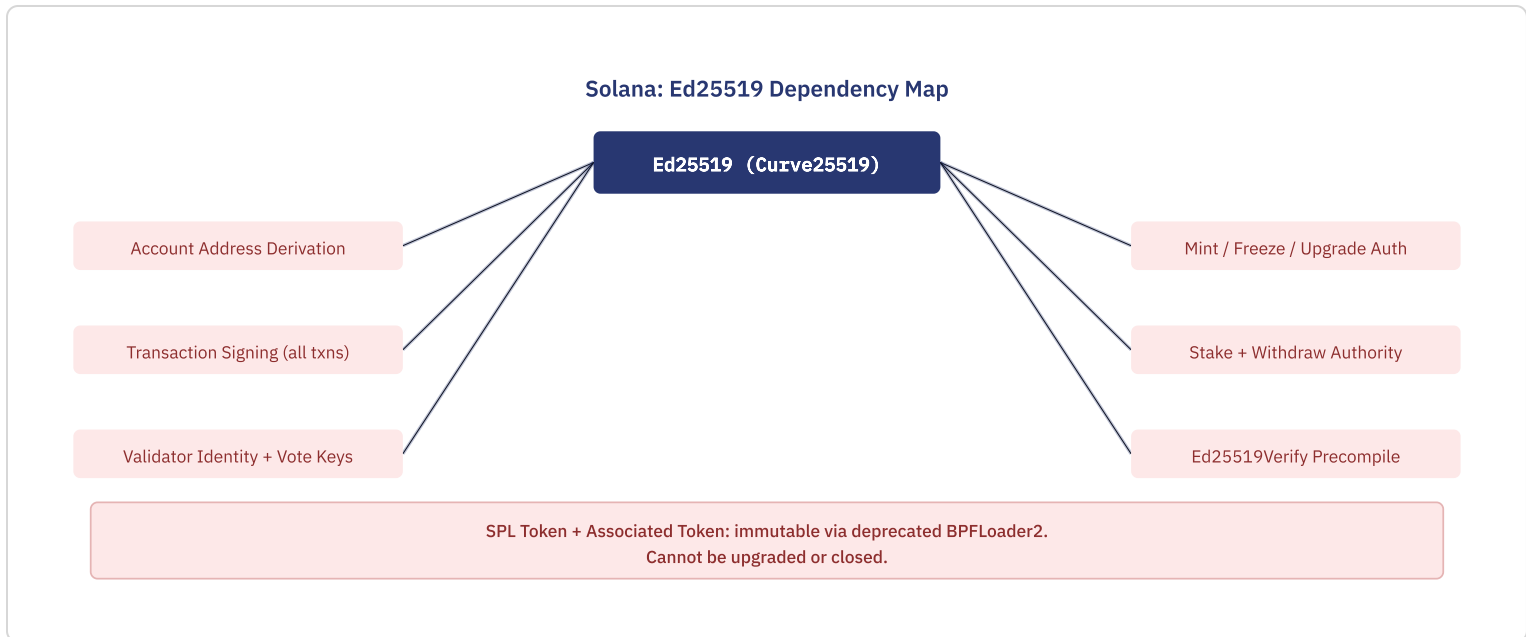 Solana: Ed25519 Dependency Map
Ed25519 (Curve25519)
Account Address Derivation
Mint / Freeze / Upgrade Auth
Transaction Signing (all txns)
Stake + Withdraw Authority
Validator Identity + Vote Keys
Ed25519Verify Precompile
SPL Token + Associated Token: immutable via deprecated BPFLoader2.
Cannot be upgraded or closed.